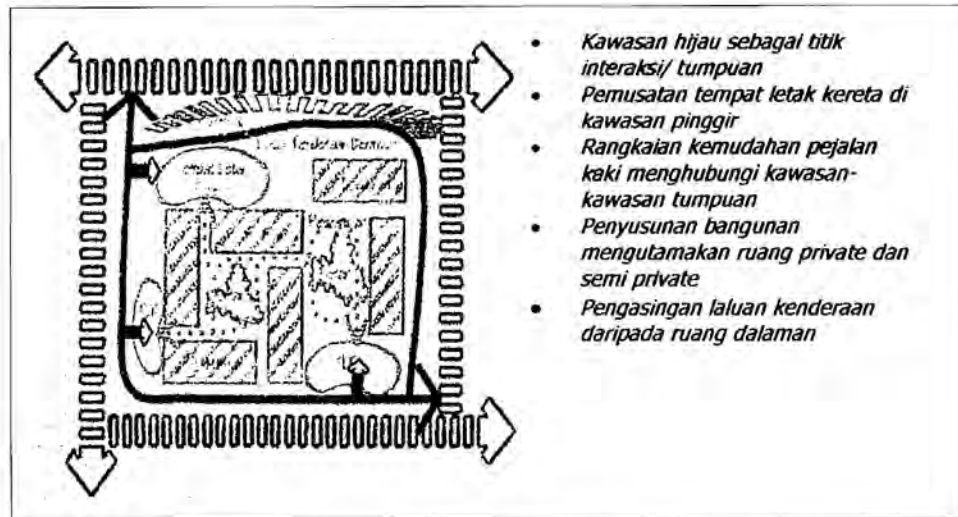 • Kawasan hijau sebagai titik
interaksi/ tumpuan
• Pemusatan tempat letak kereta di
kawasan pinggir
• Rangkaian kemudahan pejalan
kaki menghubungi kawasan-
kawasan tumpuan
• Penyusunan bangunan
mengutamakan ruang private dan
semi private
• Pengasingan laluan kenderaan
daripada ruang dalaman